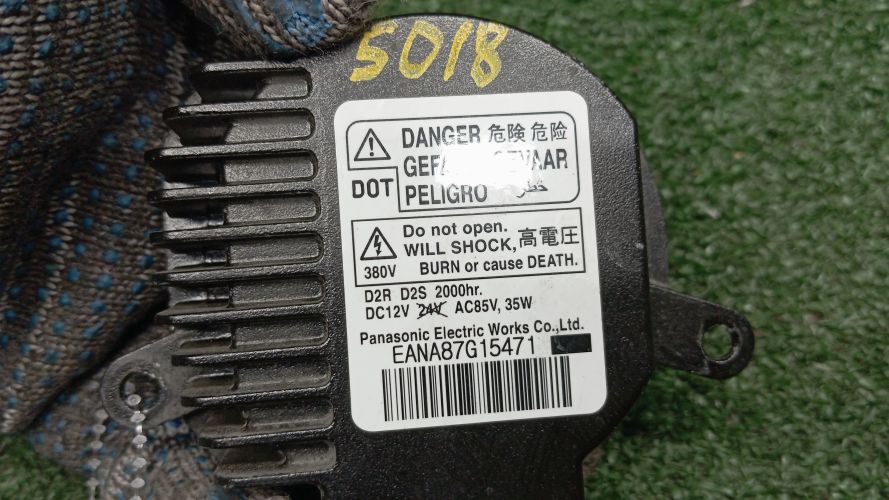 5018
DANGER 危険 危险
GEVAAR
DOT
PELIGRO خطر
Do not open.
WILL SHOCK, 高電圧
380V BURN or cause DEATH.
D2R D2S 2000hr.
DC12V 24V AC85V, 35W
Panasonic Electric Works Co.,Ltd.
EANA87G15471